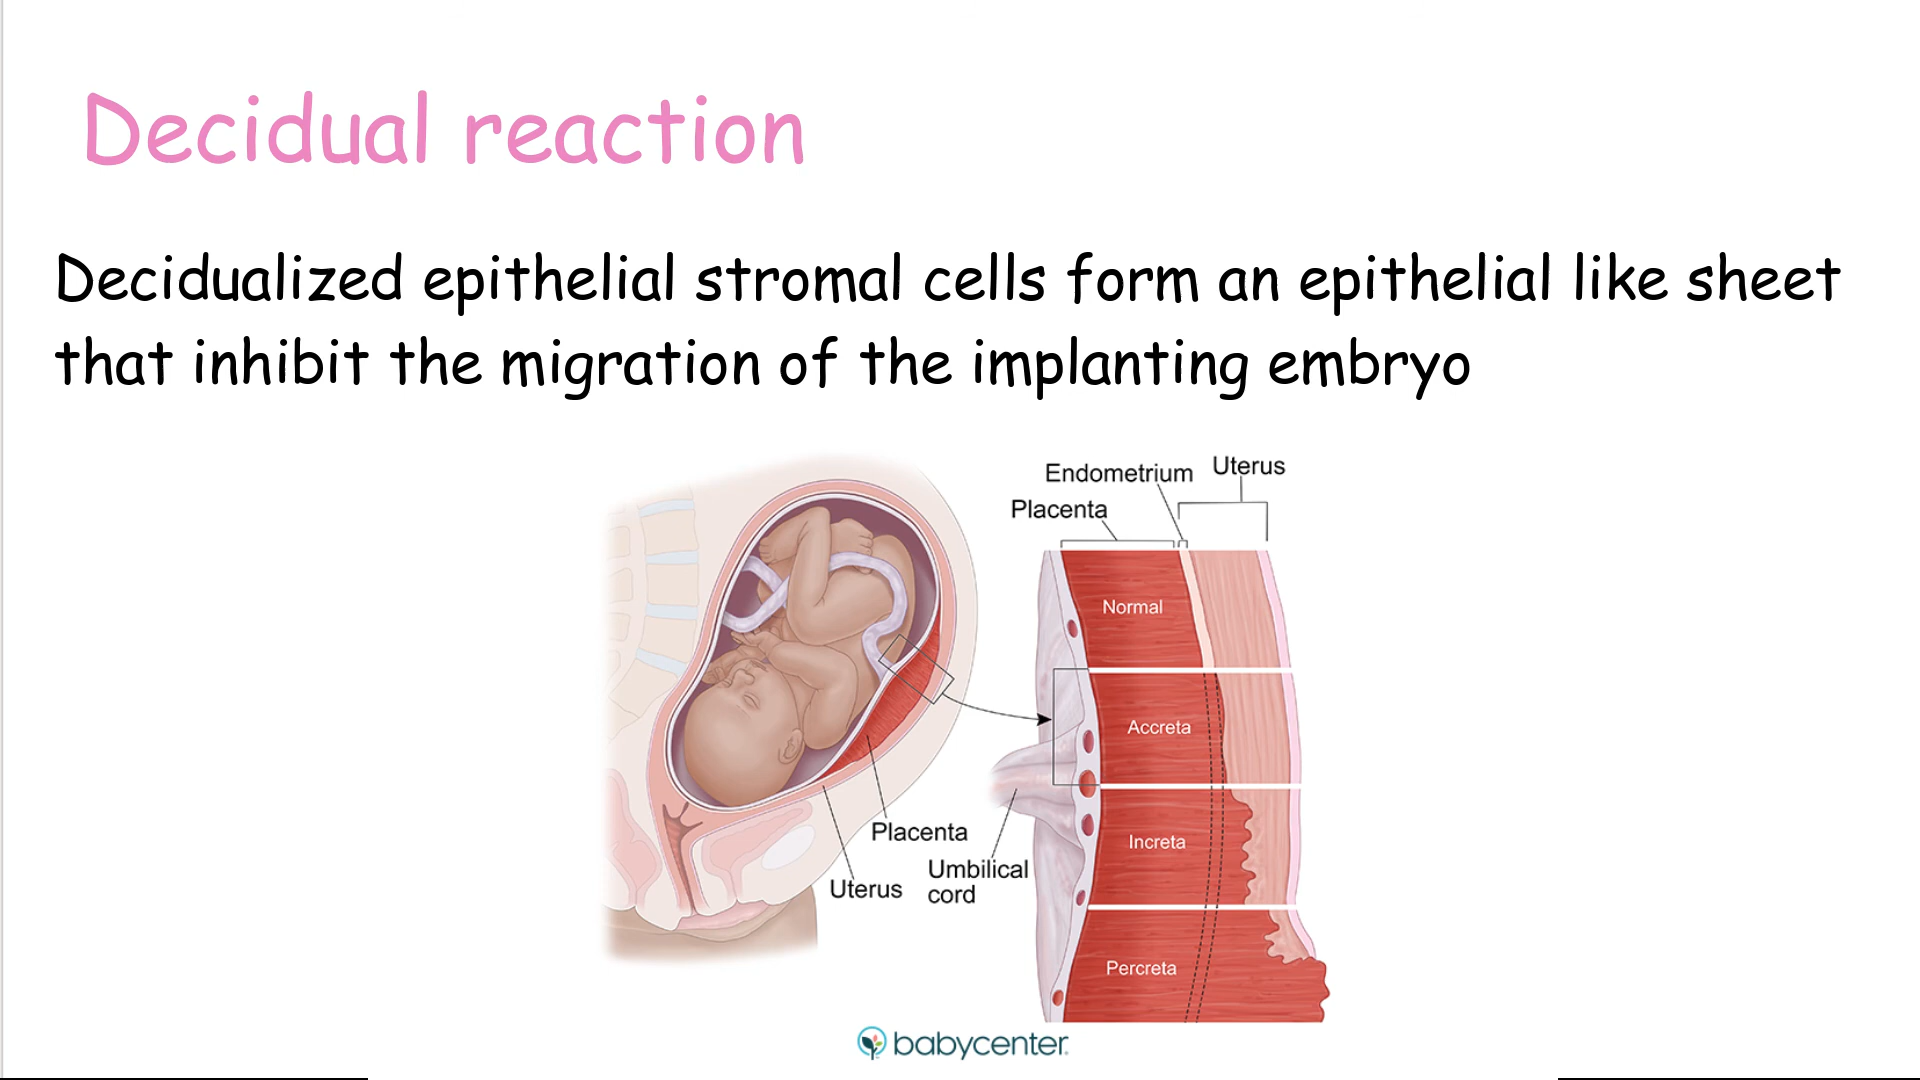 Decidual reaction
Decidualized epithelial stromal cells form an epithelial like sheet
that inhibit the migration of the implanting embryo
Endometrium
Uterus
Placenta
Normal
Accreta
Increta
Percreta
Placenta
Uterus
Umbilical
cord
babycenter